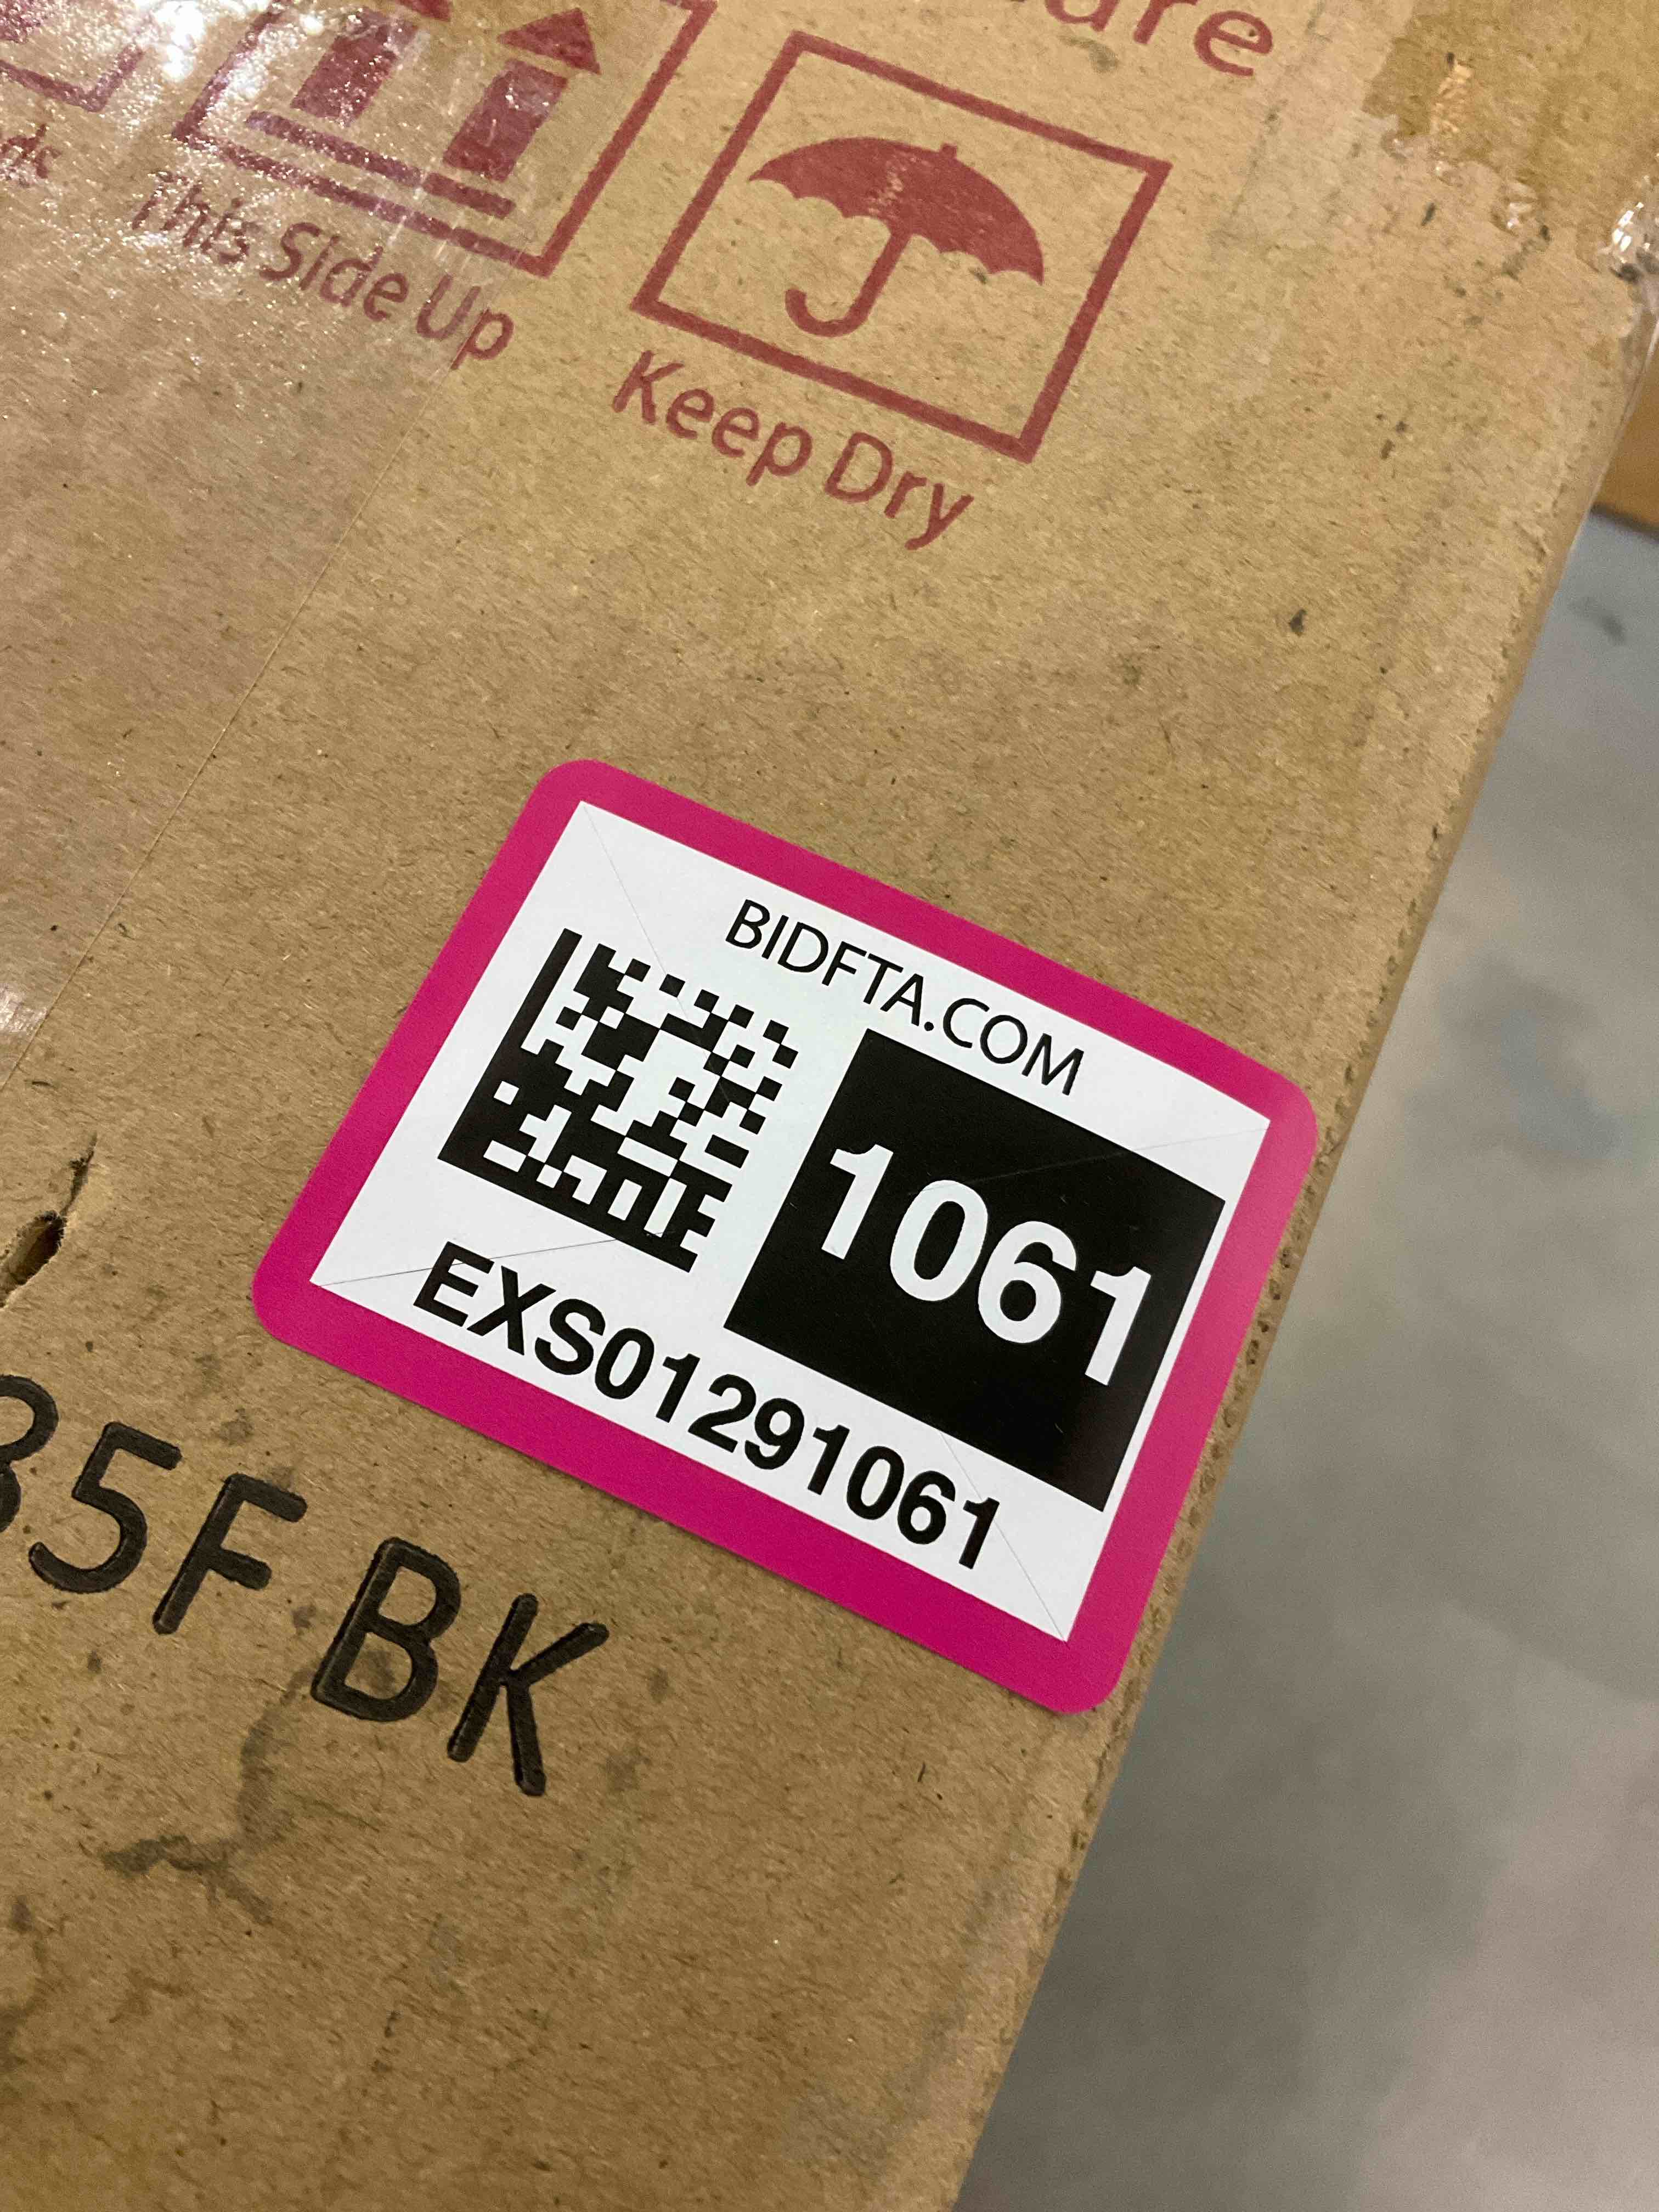 This Side Up
Keep Dry
BIDFTA.COM
1061
EXS01291061
35F BK